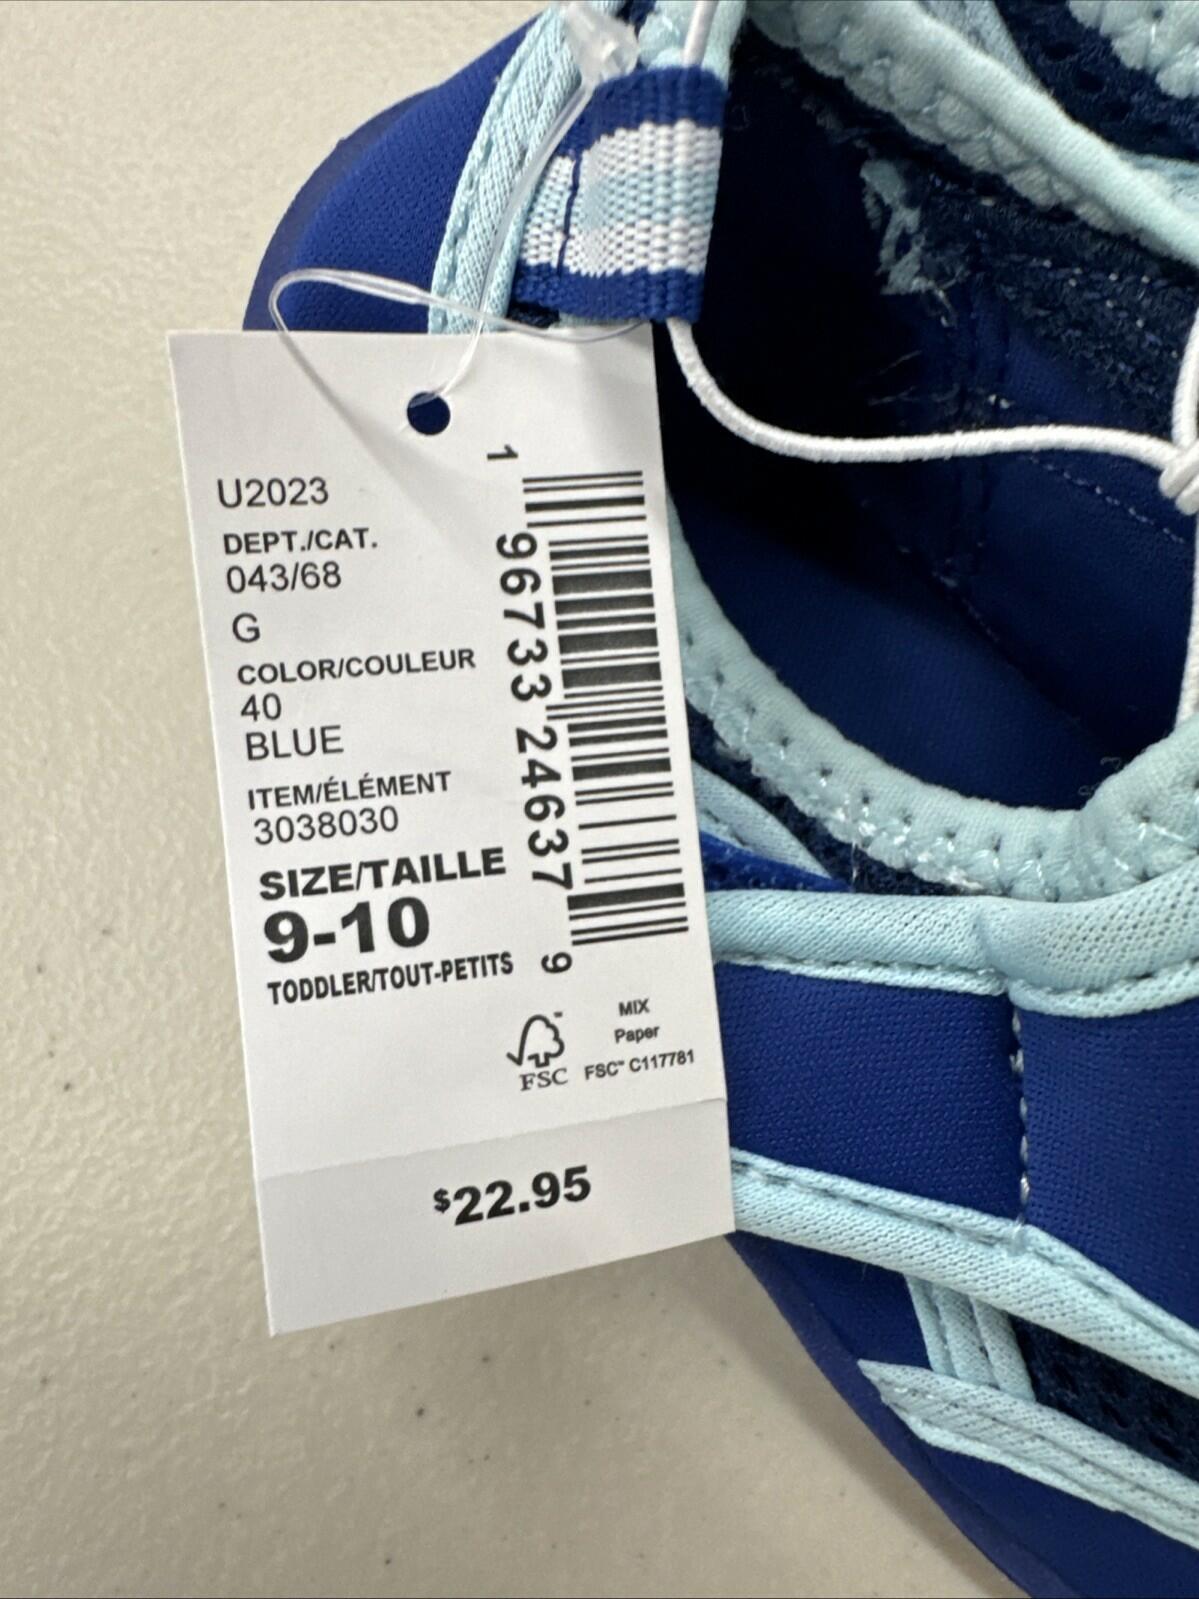 U2023
DEPT./CAT.
043/68
G
COLOR/COULEUR
40
BLUE
ITEM/ÉLÉMENT
3038030
SIZE/TAILLE
9-10
TODDLER/TOUT-PETITS
1 96733 24637 9
FSC
MIX
Paper
FSC™ C117781
$22.95